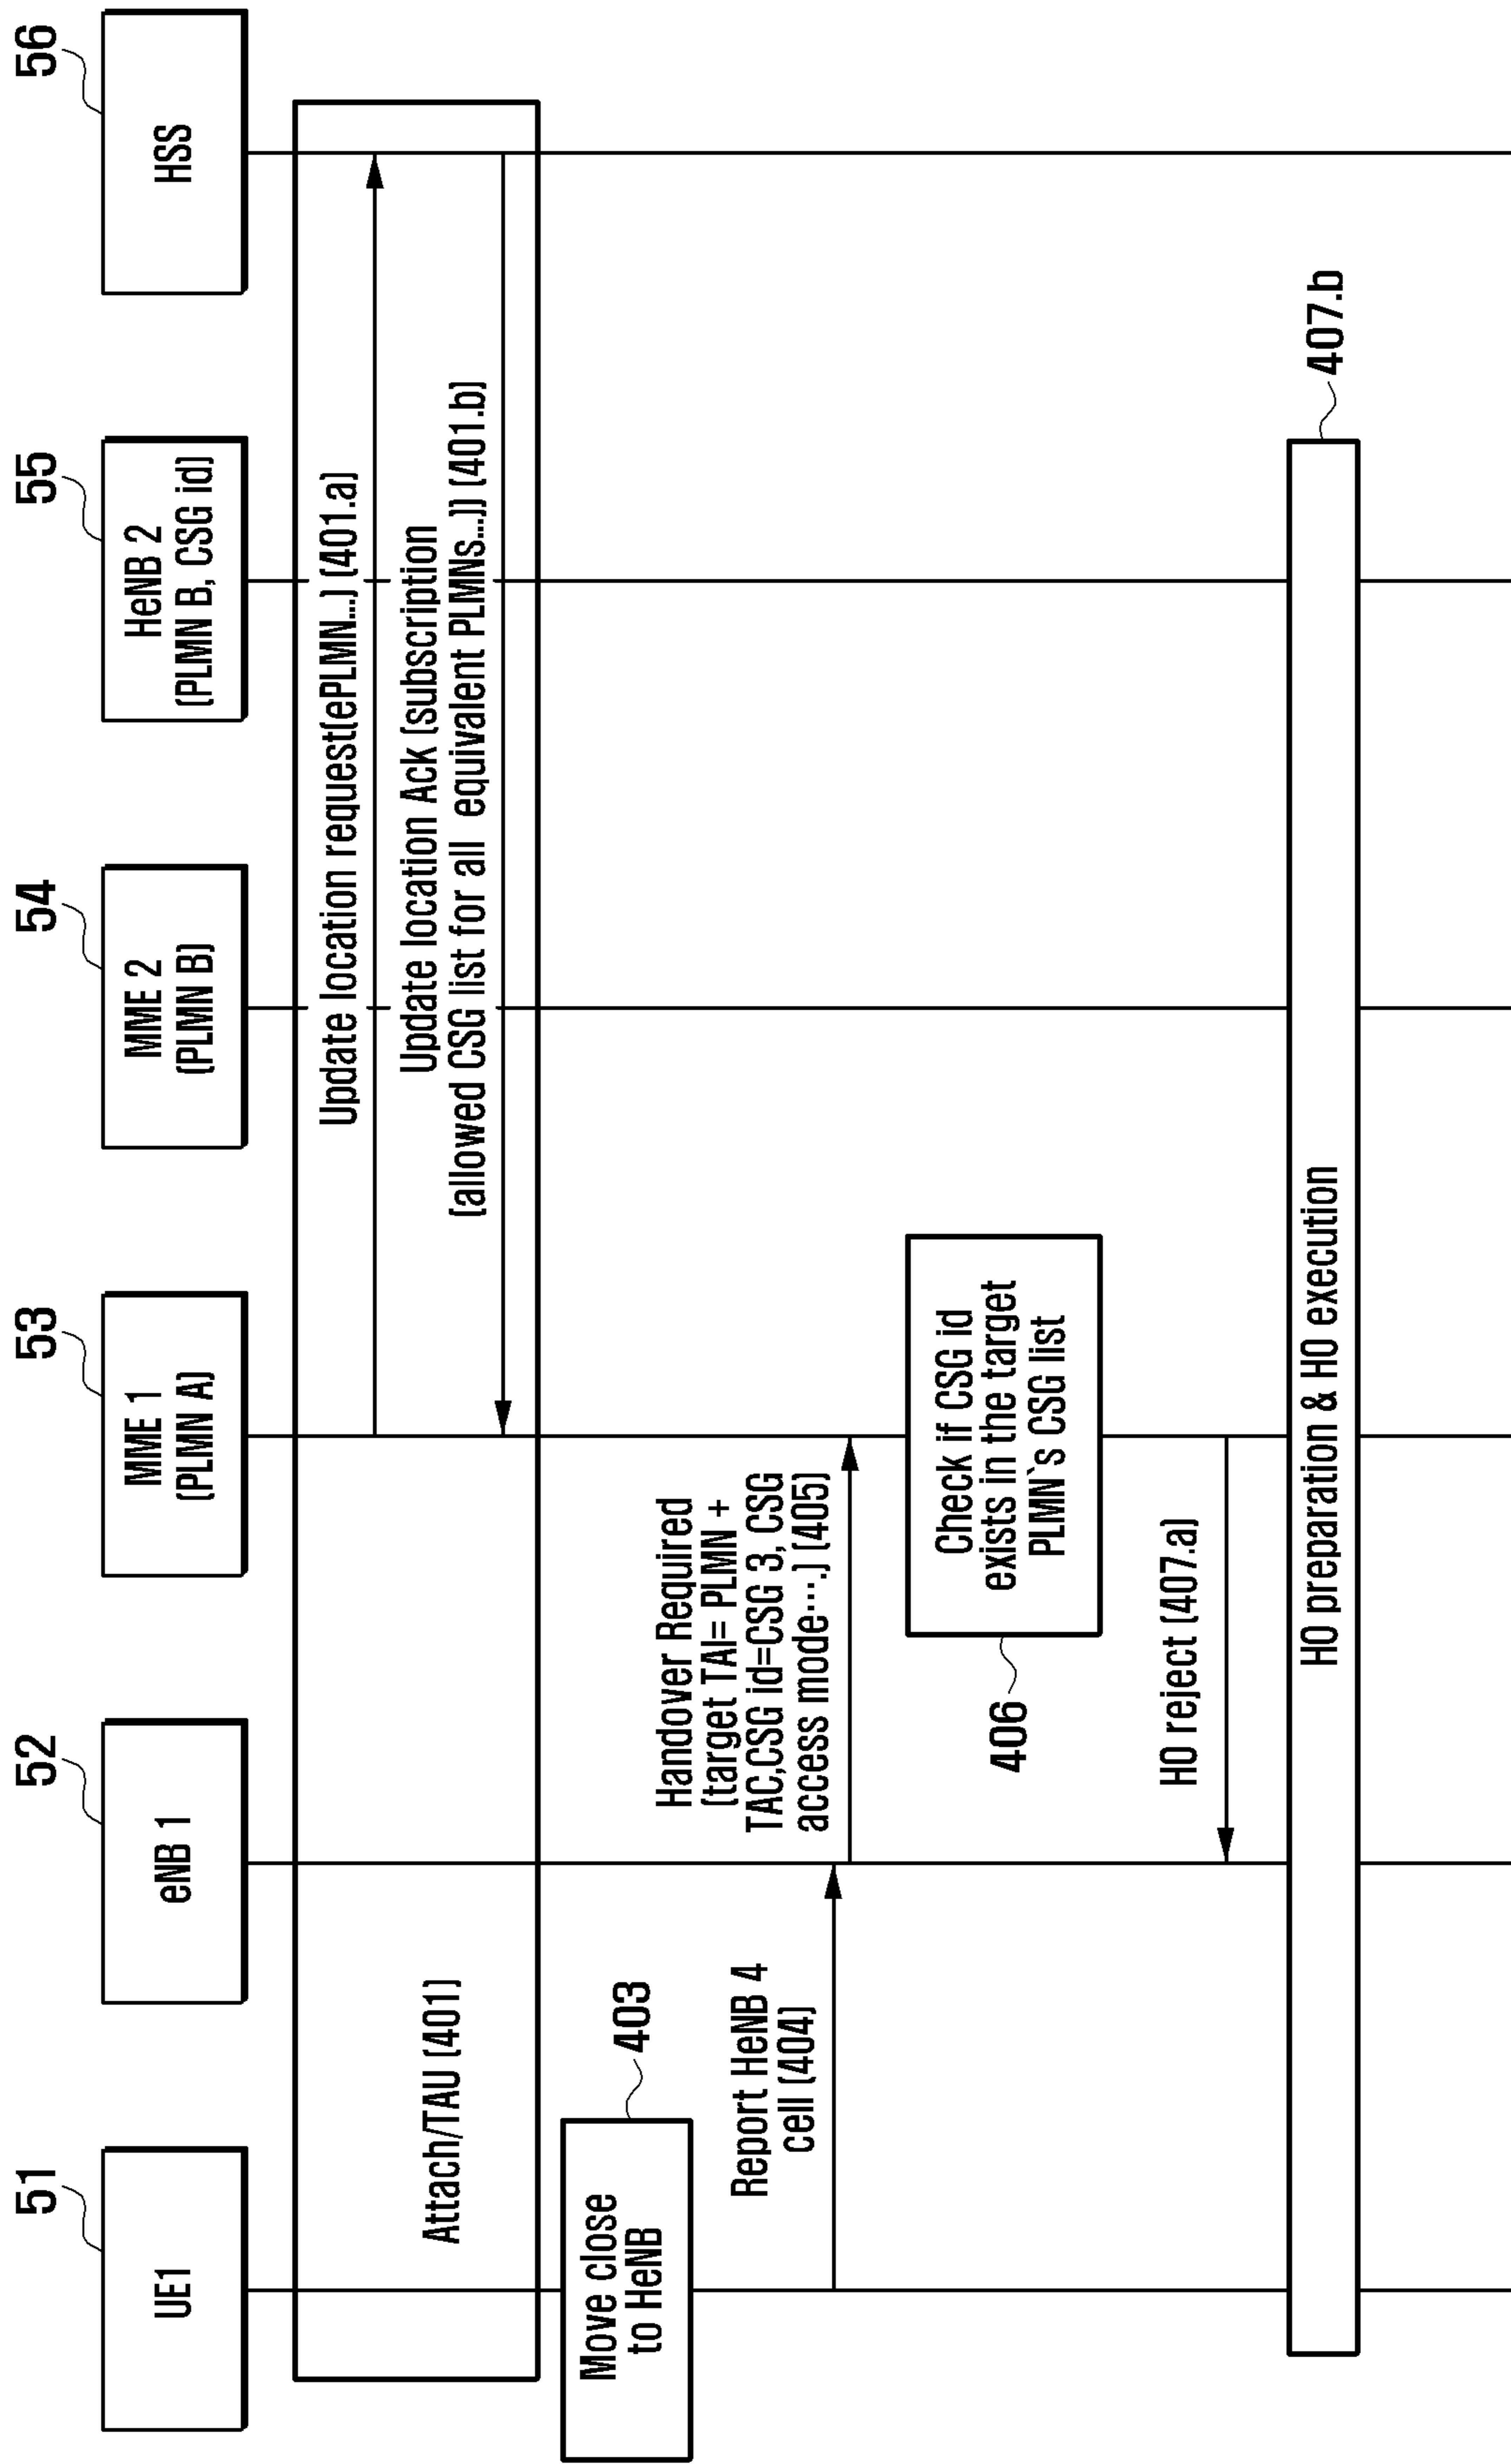 51
52
53
54
55
56
UE1
eNB 1
MME 1
(PLMN A)
MME 2
(PLMN B)
HeNB 2
(PLMN B, CSG id)
HSS
Attach/TAU (401)
Update location request(ePLMN...) (401.a)
Update location Ack (subscription
(allowed CSG list for all equivalent PLMNs...)) (401.b)
Move close
to HeNB
403
Report HeNB 4
cell (404)
Handover Required
(target TAI= PLMN +
TAC,CSG id=CSG 3, CSG
access mode⋯,) (405)
Check if CSG id
exists in the target
PLMN`s CSG list
406
HO reject (407.a)
HO preparation & HO execution
407.b